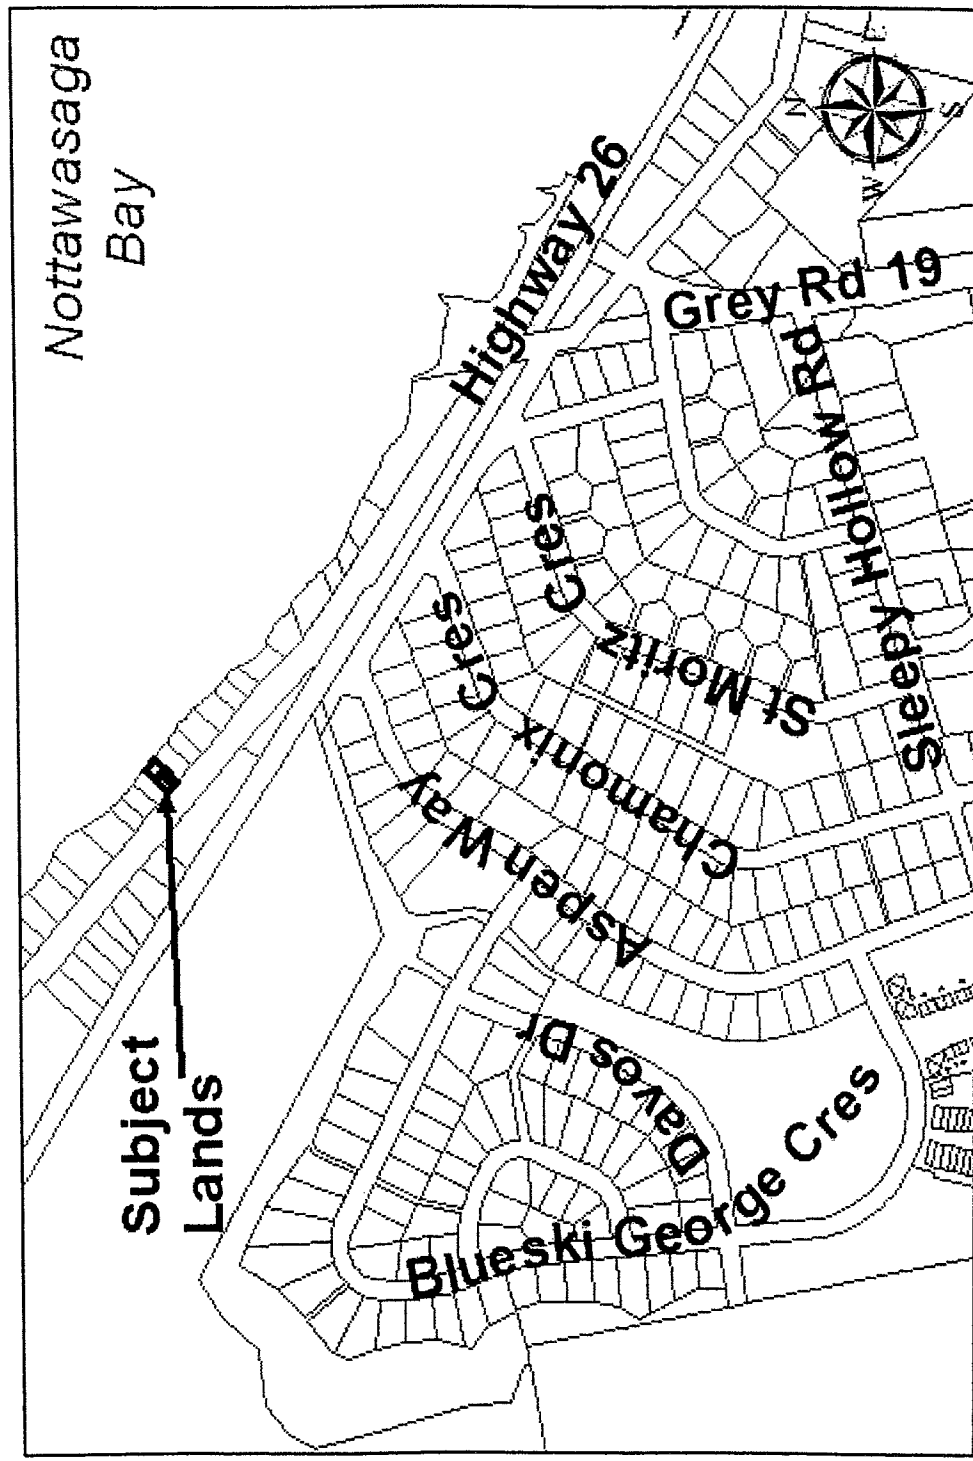 Nottawasaga
Bay
Highway 26
Subject
Lands
Grey Rd 19
Sleepy Hollow Rd
St Moritz Cres
Chamonix Cres
Aspen Way
Davos Dr
Blueski George Cres
N
E
S
W